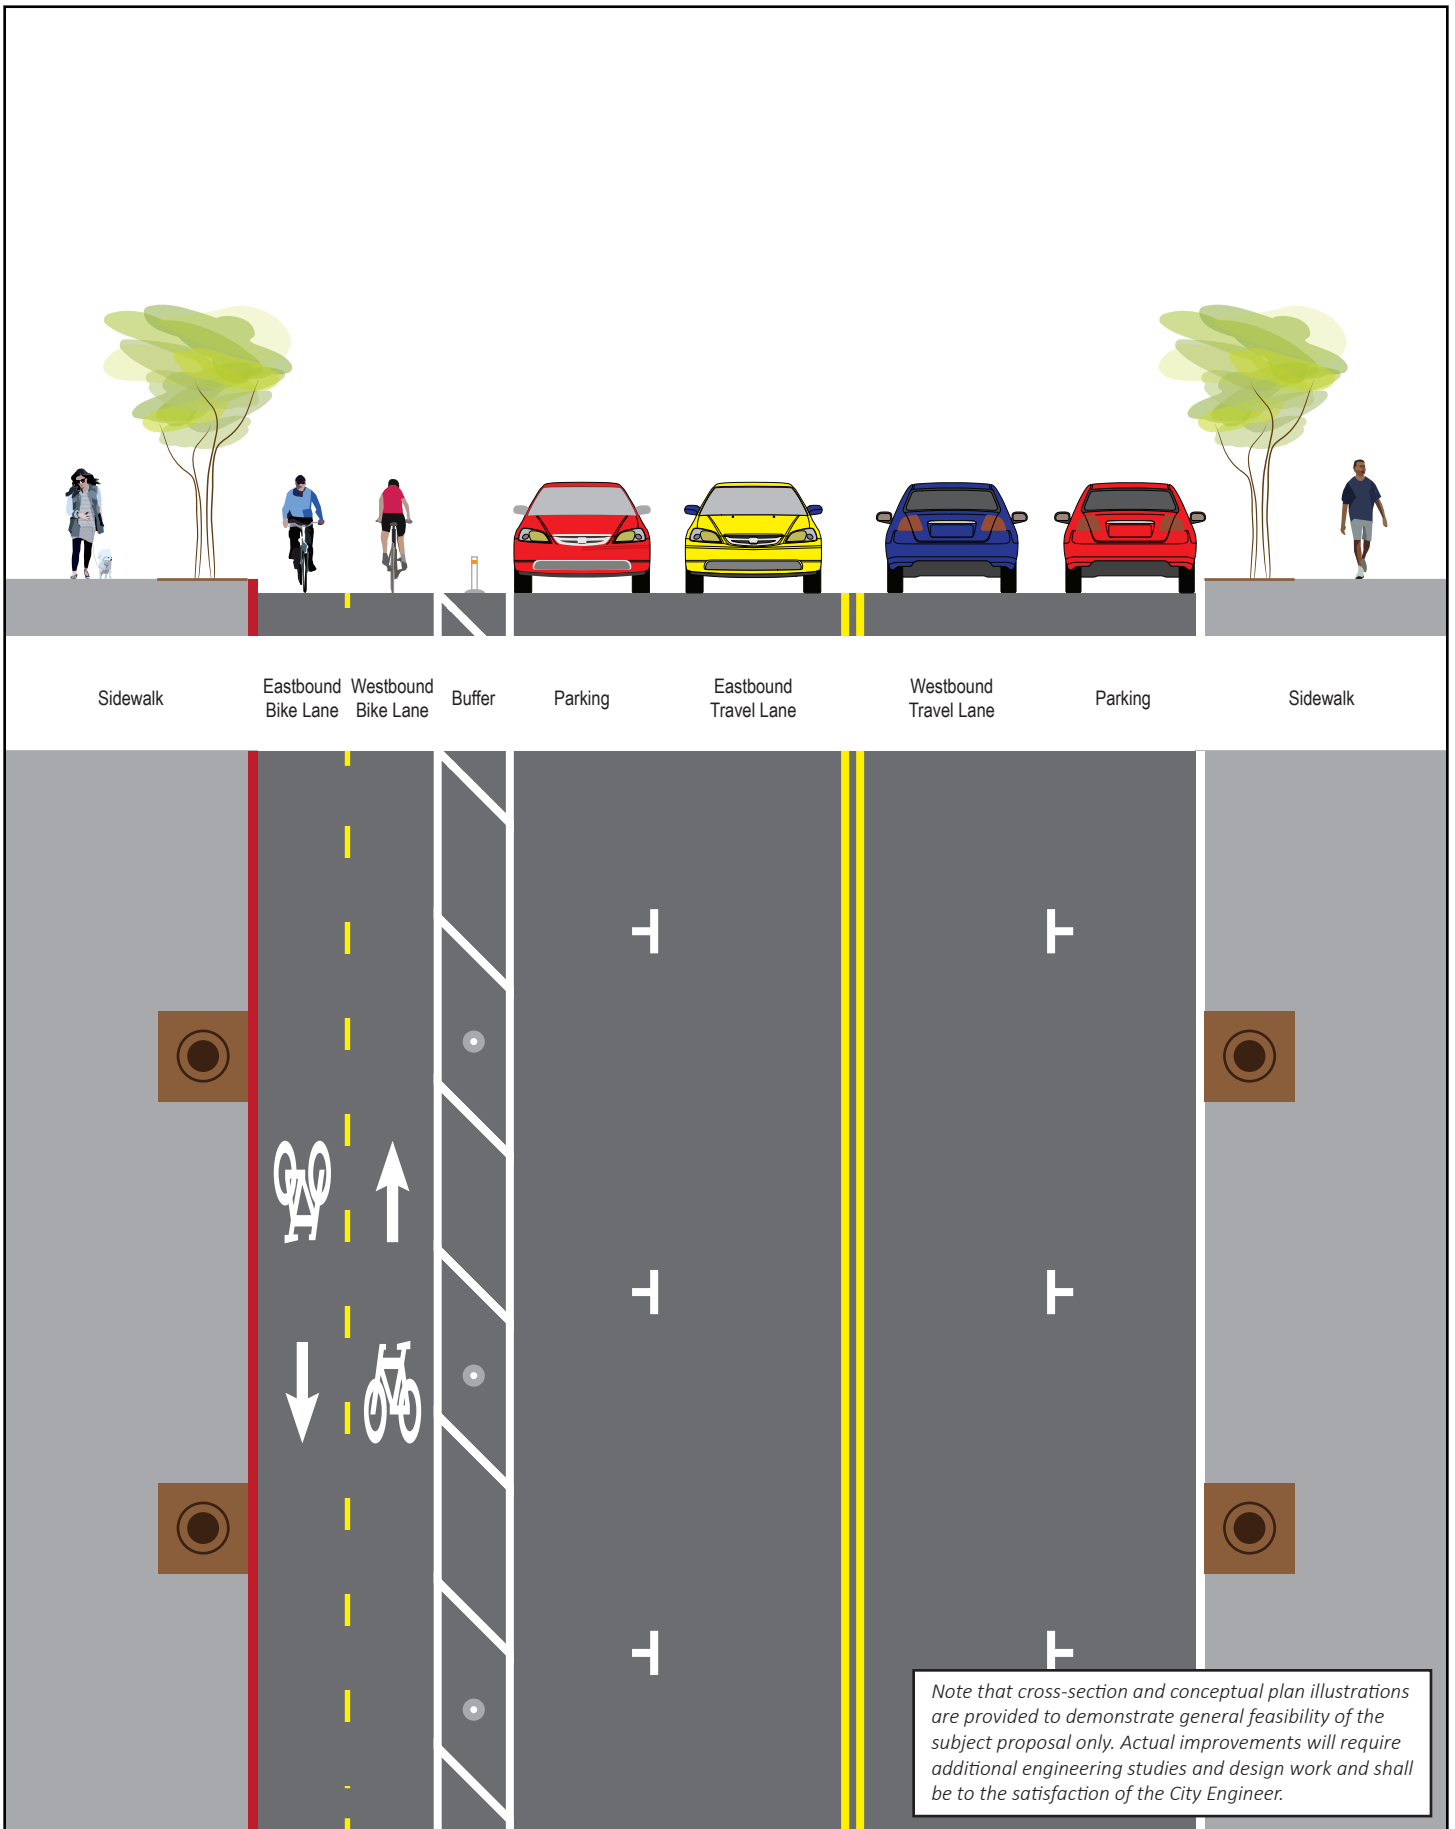 Sidewalk
Eastbound
Bike Lane
Westbound
Bike Lane
Buffer
Parking
Eastbound
Travel Lane
Westbound
Travel Lane
Parking
Sidewalk
Note that cross-section and conceptual plan illustrations
are provided to demonstrate general feasibility of the
subject proposal only. Actual improvements will require
additional engineering studies and design work and shall
be to the satisfaction of the City Engineer.